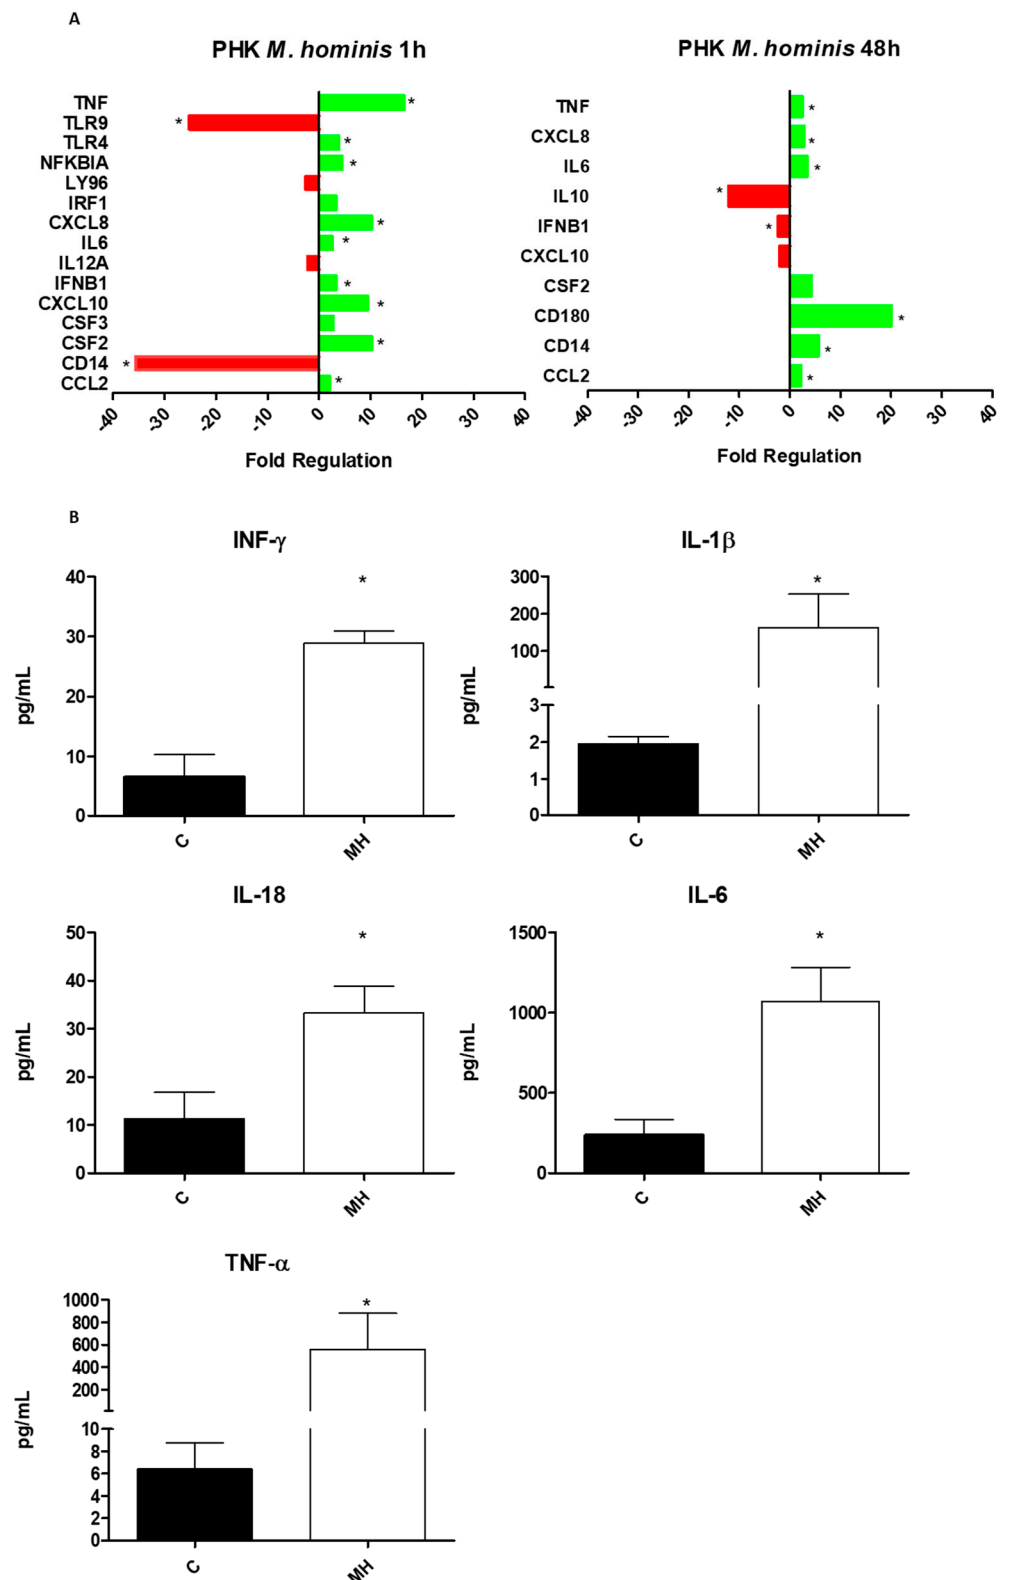 A
PHK M. hominis 1h
TNF *
* TLR9
TLR4 *
NFKBIA *
LY96
IRF1
CXCL8 *
IL6 *
IL12A
IFNB1 *
CXCL10 *
CSF3
CSF2 *
CD14 *
CCL2 *
-40 -30 -20 -10 0 10 20 30 40
Fold Regulation
PHK M. hominis 48h
TNF *
CXCL8 *
IL6 *
IL10 *
IFNB1 *
CXCL10
CSF2
CD180 *
CD14 *
CCL2 *
-40 -30 -20 -10 0 10 20 30 40
Fold Regulation
B
INF-γ
40
30
20
10
0
pg/mL
*
C MH
IL-1β
300
200
100
3
2
1
0
pg/mL
*
C MH
IL-18
50
40
30
20
10
0
pg/mL
*
C MH
IL-6
1500
1000
500
0
pg/mL
*
C MH
TNF-α
1000
800
600
400
200
10
8
6
4
2
0
pg/mL
*
C MH